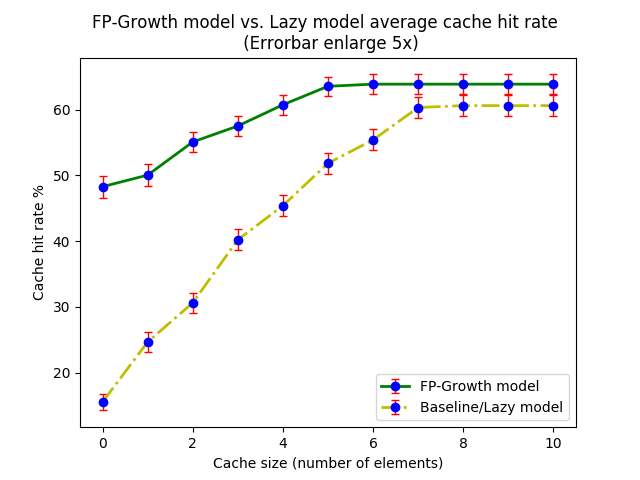 FP-Growth model vs. Lazy model average cache hit rate
(Errorbar enlarge 5x)
Cache hit rate %
60
50
40
30
20
FP-Growth model
Baseline/Lazy model
0 2 4 6 8 10
Cache size (number of elements)